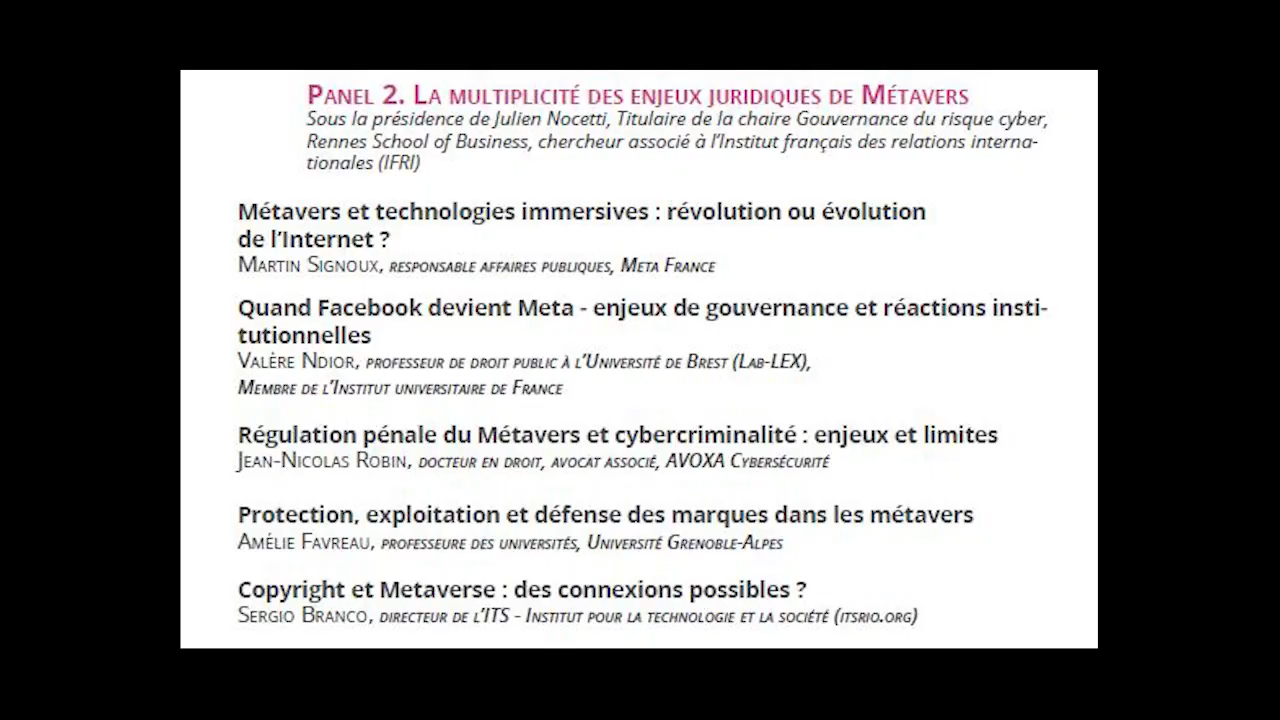 PANEL 2. LA MULTIPLICITÉ DES ENJEUX JURIDIQUES DE MÉTAVERS
Sous la présidence de Julien Nocetti, Titulaire de la chaire Gouvernance du risque cyber,
Rennes School of Business, chercheur associé à l'Institut français des relations interna-
tionales (IFRI)
Métavers et technologies immersives : révolution ou évolution
de l'Internet ?
MARTIN SIGNOUX, RESPONSABLE AFFAIRES PUBLIQUES, META FRANCE
Quand Facebook devient Meta - enjeux de gouvernance et réactions insti-
tutionnelles
VALÈRE NDIOR, PROFESSEUR DE DROIT PUBLIC À L'UNIVERSITÉ DE BREST (LAB-LEX),
MEMBRE DE L'INSTITUT UNIVERSITAIRE DE FRANCE
Régulation pénale du Métavers et cybercriminalité : enjeux et limites
JEAN-NICOLAS ROBIN, DOCTEUR EN DROIT, AVOCAT ASSOCIÉ, AVOXA CYBERSÉCURITÉ
Protection, exploitation et défense des marques dans les métavers
AMÉLIE FAVREAU, PROFESSEURE DES UNIVERSITÉS, UNIVERSITÉ GRENOBLE-ALPES
Copyright et Metaverse : des connexions possibles ?
SERGIO BRANCO, DIRECTEUR DE L'ITS - INSTITUT POUR LA TECHNOLOGIE ET LA SOCIÉTÉ (ITSRIO.ORG)